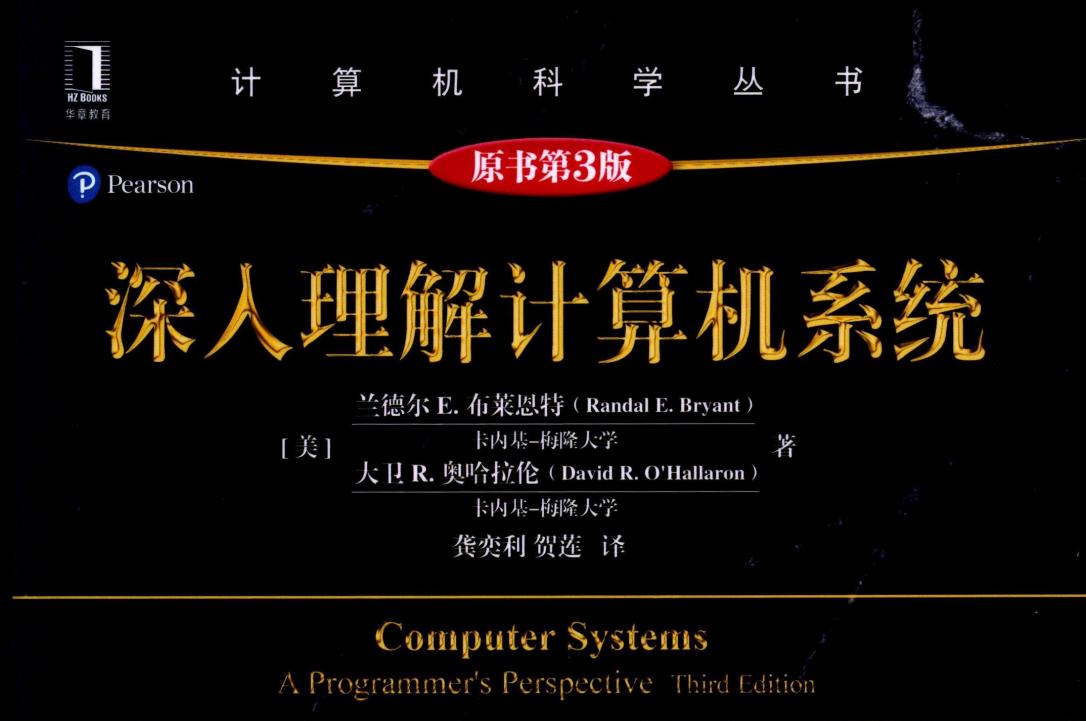 HZ BOOKS
华章教育
计算机科学丛书
原书第3版
Pearson
深入理解计算机系统
兰德尔 E. 布莱恩特（Randal E. Bryant）
卡内基-梅隆大学
[美] 著
大卫 R. 奥哈拉伦（David R. O'Hallaron）
卡内基-梅隆大学
龚奕利 贺莲 译
Computer Systems
A Programmer's Perspective Third Edition